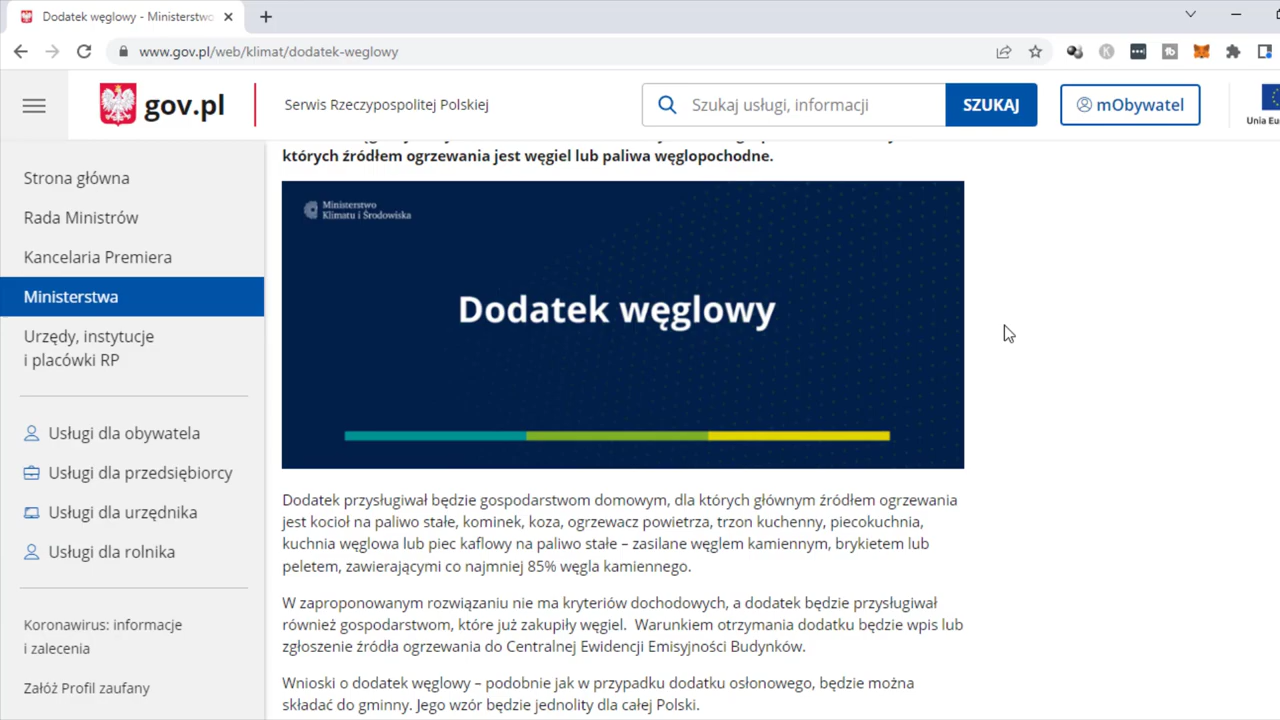 Dodatek węglowy - Ministerstwo
www.gov.pl/web/klimat/dodatek-weglowy
gov.pl
Serwis Rzeczypospolitej Polskiej
Szukaj usługi, informacji
SZUKAJ
mObywatel
Unia
Strona główna
Rada Ministrów
Kancelaria Premiera
Ministerstwa
Urzędy, instytucje
i placówki RP
Usługi dla obywatela
Usługi dla przedsiębiorcy
Usługi dla urzędnika
Usługi dla rolnika
Koronawirus: informacje
i zalecenia
Załóż Profil zaufany
których źródłem ogrzewania jest węgiel lub paliwa węglopochodne.
Ministerstwo
Klimatu i Środowiska
Dodatek węglowy
Dodatek przysługiwał będzie gospodarstwom domowym, dla których głównym źródłem ogrzewania
jest kocioł na paliwo stałe, kominek, koza, ogrzewacz powietrza, trzon kuchenny, piecokuchnia,
kuchnia węglowa lub piec kaflowy na paliwo stałe – zasilane węglem kamiennym, brykietem lub
peletem, zawierającymi co najmniej 85% węgla kamiennego.
W zaproponowanym rozwiązaniu nie ma kryteriów dochodowych, a dodatek będzie przysługiwał
również gospodarstwom, które już zakupiły węgiel. Warunkiem otrzymania dodatku będzie wpis lub
zgłoszenie źródła ogrzewania do Centralnej Ewidencji Emisyjności Budynków.
Wnioski o dodatek węglowy – podobnie jak w przypadku dodatku osłonowego, będzie można
składać do gminny. Jego wzór będzie jednolity dla całej Polski.